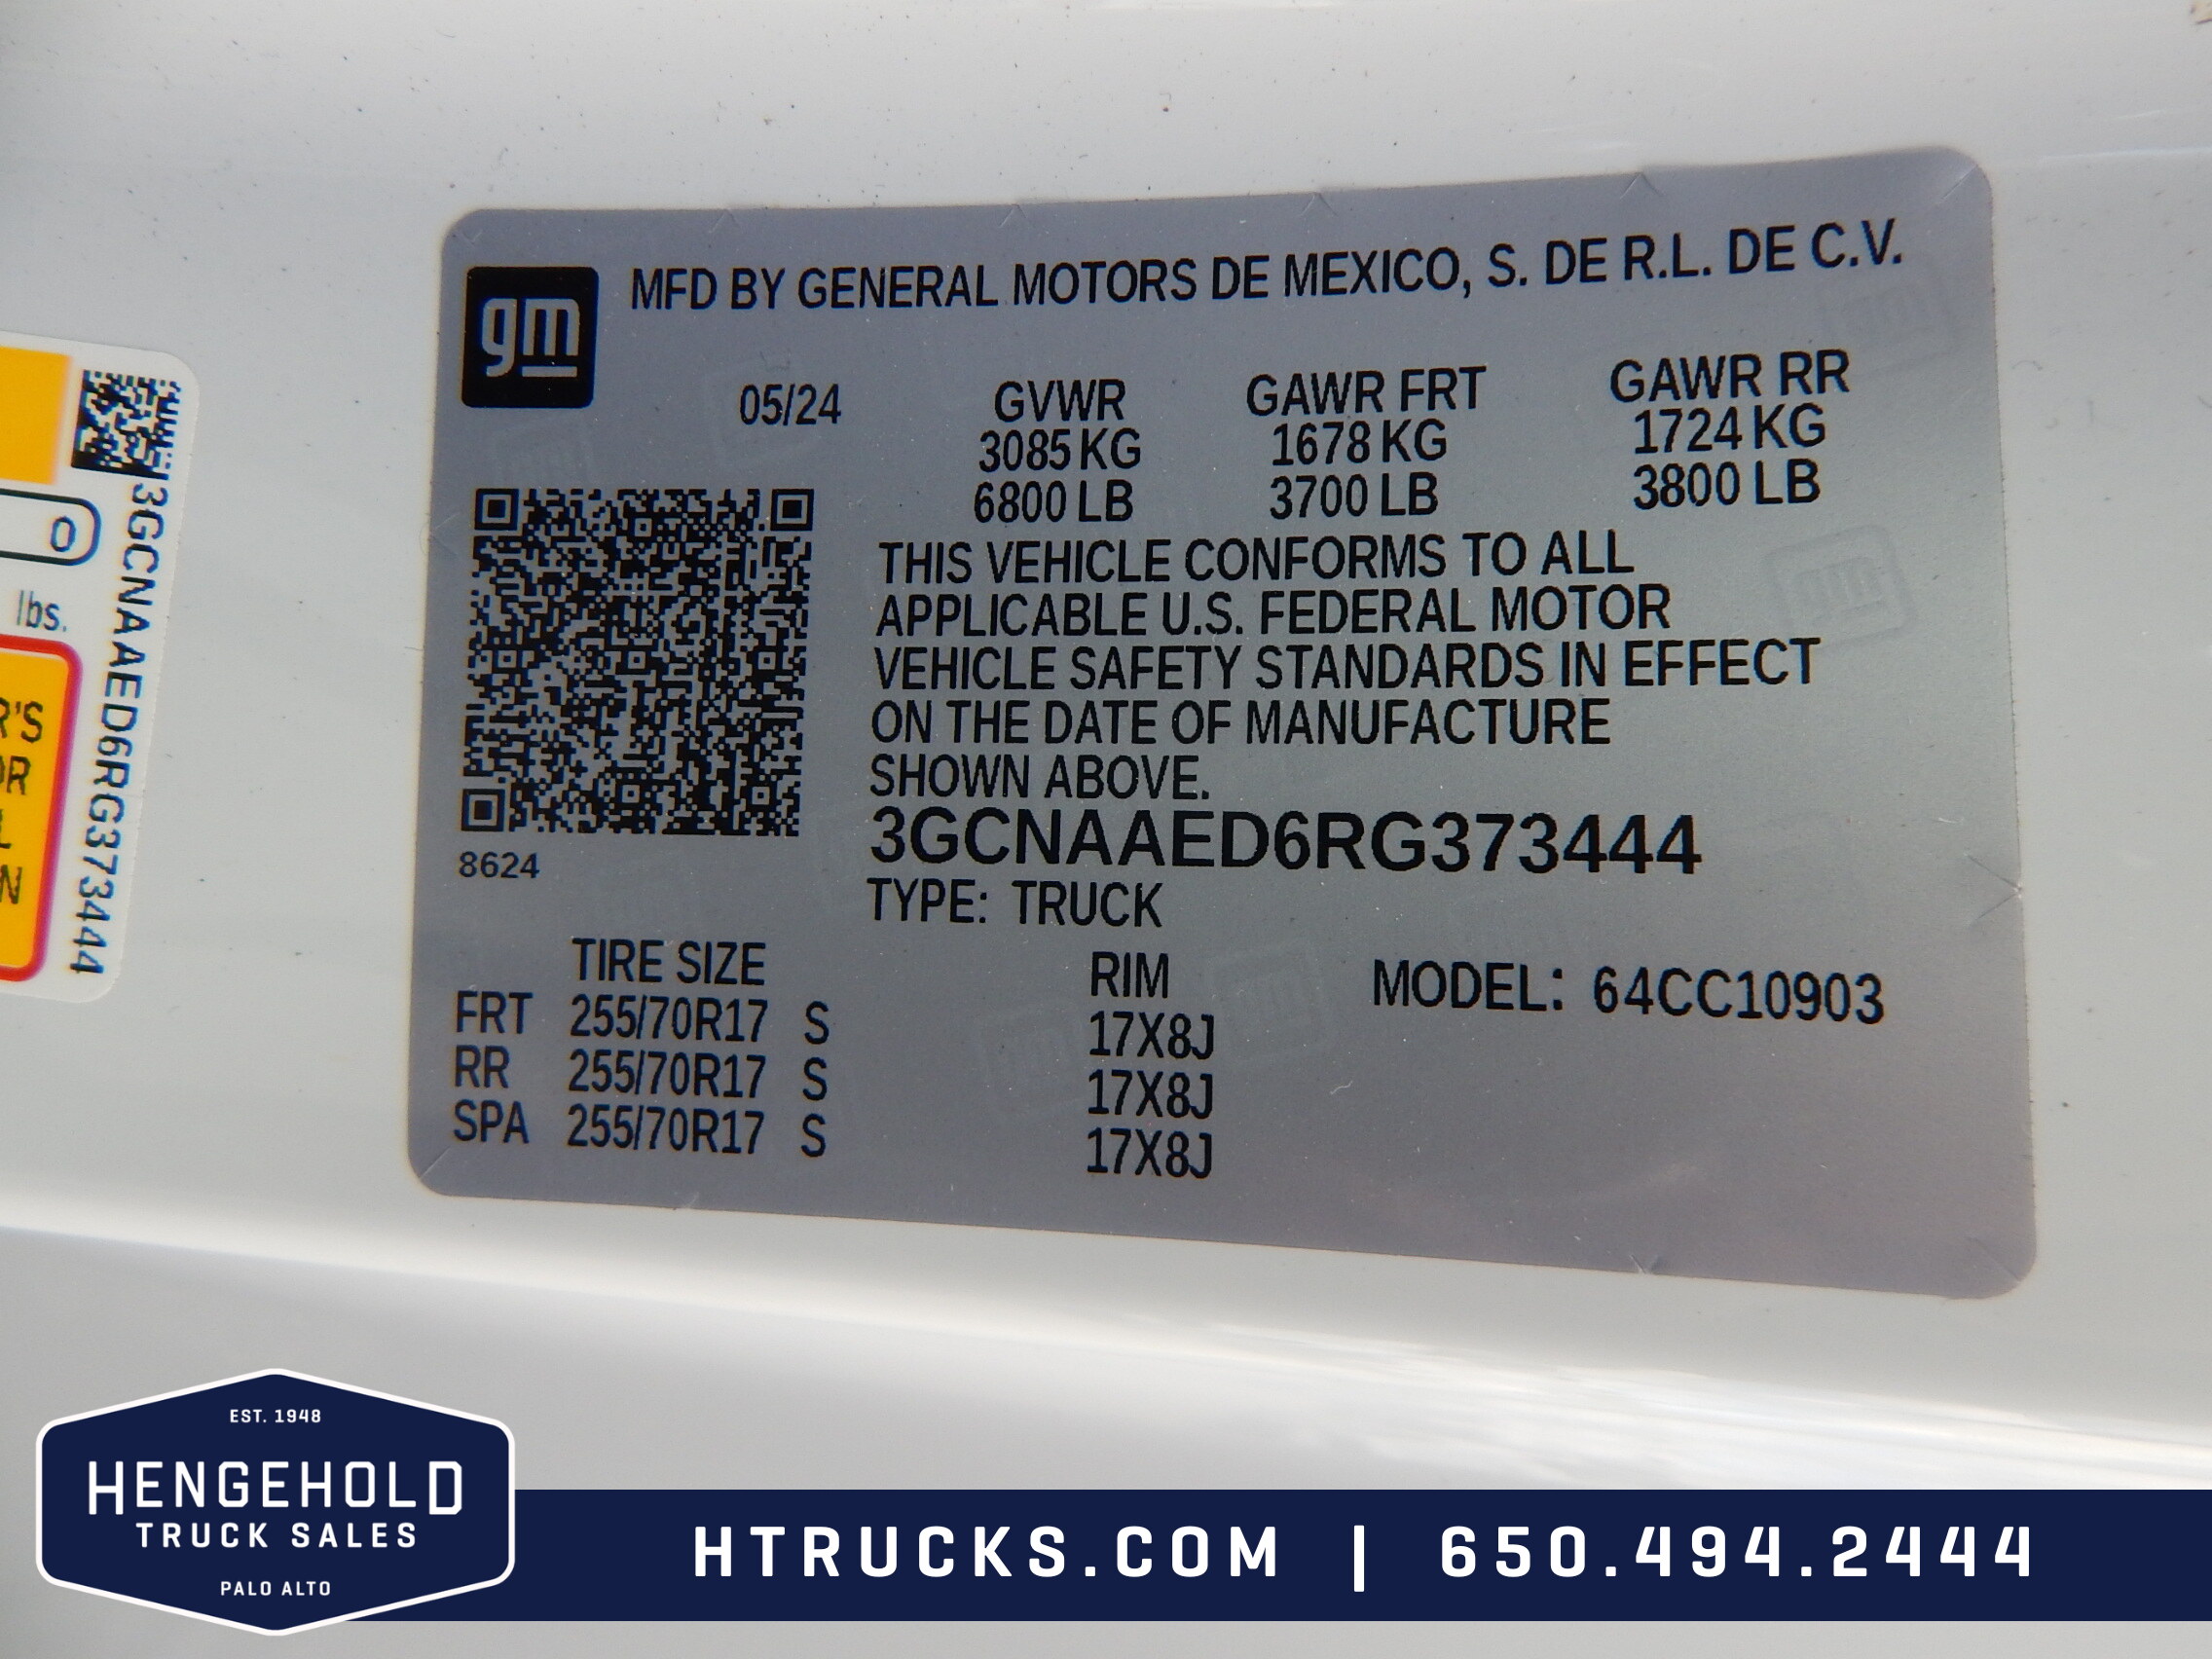 gm
MFD BY GENERAL MOTORS DE MEXICO, S. DE R.L. DE C.V.
05/24 GVWR GAWR FRT GAWR RR
3085 KG 1678 KG 1724 KG
6800 LB 3700 LB 3800 LB
THIS VEHICLE CONFORMS TO ALL
APPLICABLE U.S. FEDERAL MOTOR
VEHICLE SAFETY STANDARDS IN EFFECT
ON THE DATE OF MANUFACTURE
SHOWN ABOVE.
3GCNAAED6RG373444
8624
TYPE: TRUCK
TIRE SIZE RIM MODEL: 64CC10903
FRT 255/70R17 S 17X8J
RR 255/70R17 S 17X8J
SPA 255/70R17 S 17X8J
3GCNAAED6RG373444
0
lbs.
R'S
OR
L
N
EST. 1948
HENGEHOLD
TRUCK SALES
PALO ALTO
HTRUCKS.COM | 650.494.2444